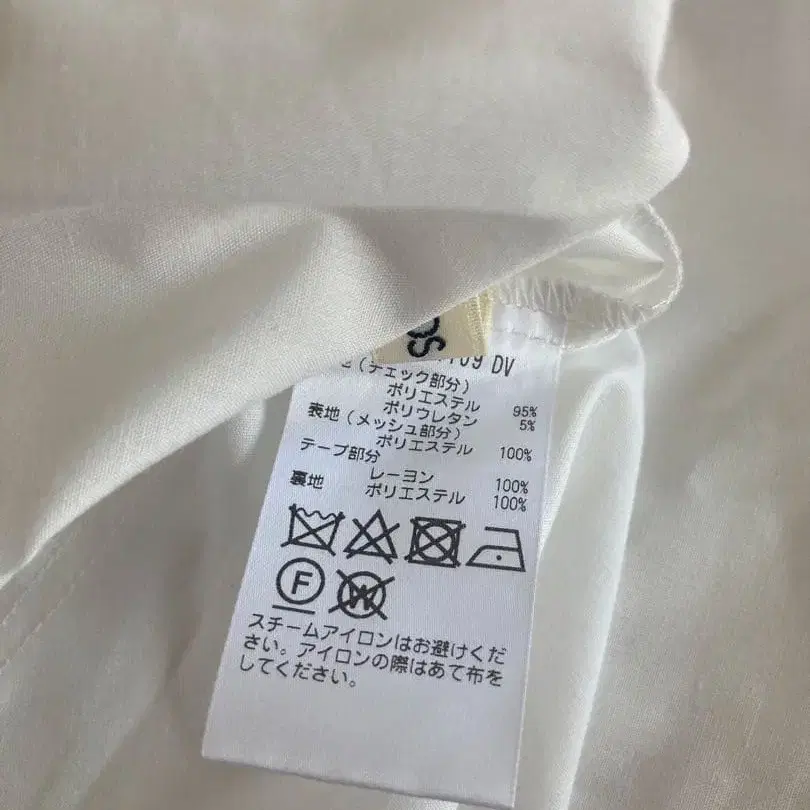 DV
(チェック部分)
ポリエステル 95%
ポリウレタン 5%
表地(メッシュ部分)
ポリエステル 100%
テープ部分
レーヨン 100%
裏地 ポリエステル 100%
F
W
スチームアイロンはお避けくだ
さい。アイロンの際はあて布を
してください。